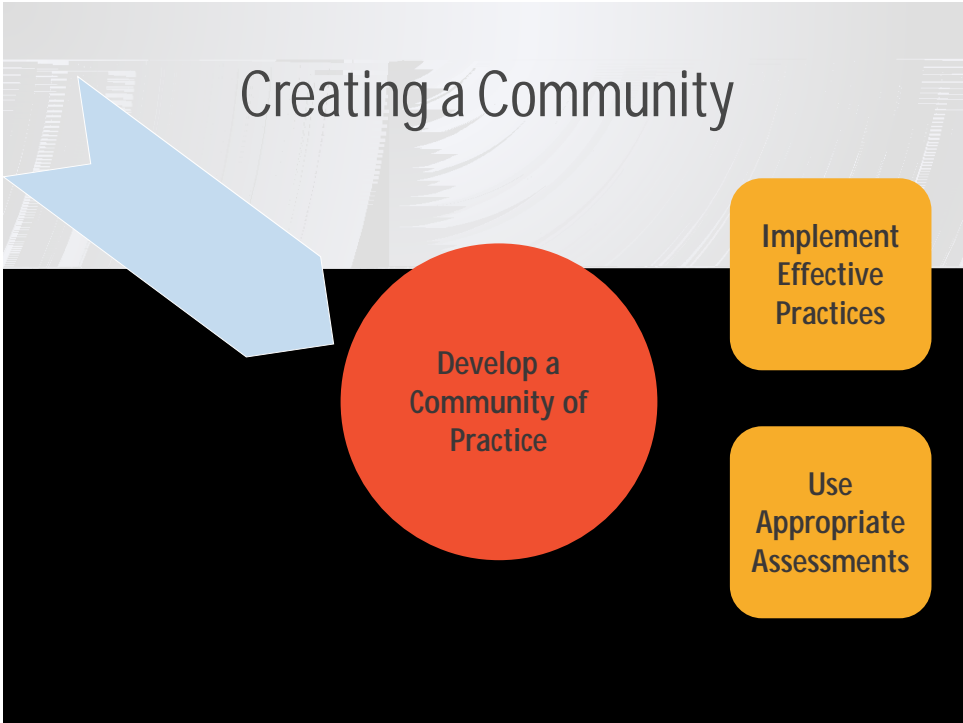 Creating a Community
Implement
Effective
Practices
Develop a
Community of
Practice
Use
Appropriate
Assessments